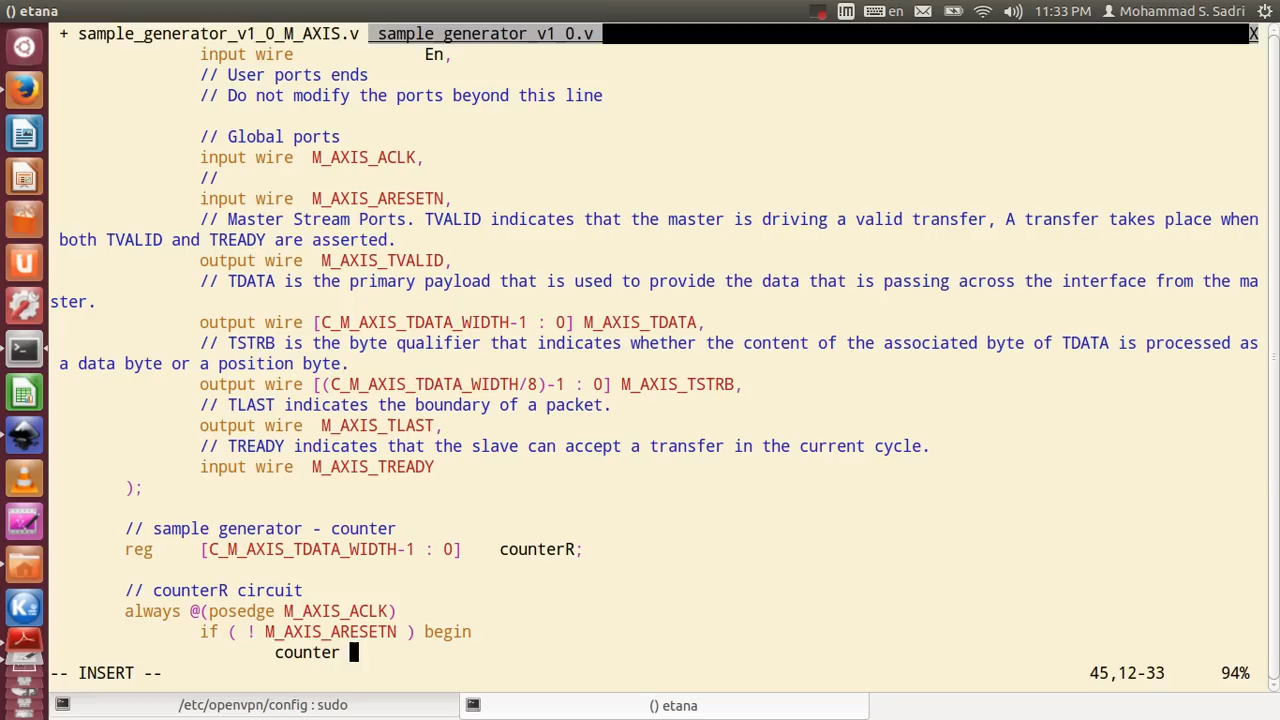 () etana
en
11:33 PM
Mohammad S. Sadri
+ sample_generator_v1_0_M_AXIS.v  sample_generator_v1_0.v  X
input wire En,
// User ports ends
// Do not modify the ports beyond this line
// Global ports
input wire M_AXIS_ACLK,
//
input wire M_AXIS_ARESETN,
// Master Stream Ports. TVALID indicates that the master is driving a valid transfer, A transfer takes place when
both TVALID and TREADY are asserted.
output wire M_AXIS_TVALID,
// TDATA is the primary payload that is used to provide the data that is passing across the interface from the ma
ster.
output wire [C_M_AXIS_TDATA_WIDTH-1 : 0] M_AXIS_TDATA,
// TSTRB is the byte qualifier that indicates whether the content of the associated byte of TDATA is processed as
a data byte or a position byte.
output wire [(C_M_AXIS_TDATA_WIDTH/8)-1 : 0] M_AXIS_TSTRB,
// TLAST indicates the boundary of a packet.
output wire M_AXIS_TLAST,
// TREADY indicates that the slave can accept a transfer in the current cycle.
input wire M_AXIS_TREADY
);
// sample generator - counter
reg [C_M_AXIS_TDATA_WIDTH-1 : 0] counterR;
// counterR circuit
always @(posedge M_AXIS_ACLK)
if ( ! M_AXIS_ARESETN ) begin
counter
-- INSERT -- 45,12-33 94%
/etc/openvpn/config : sudo
() etana